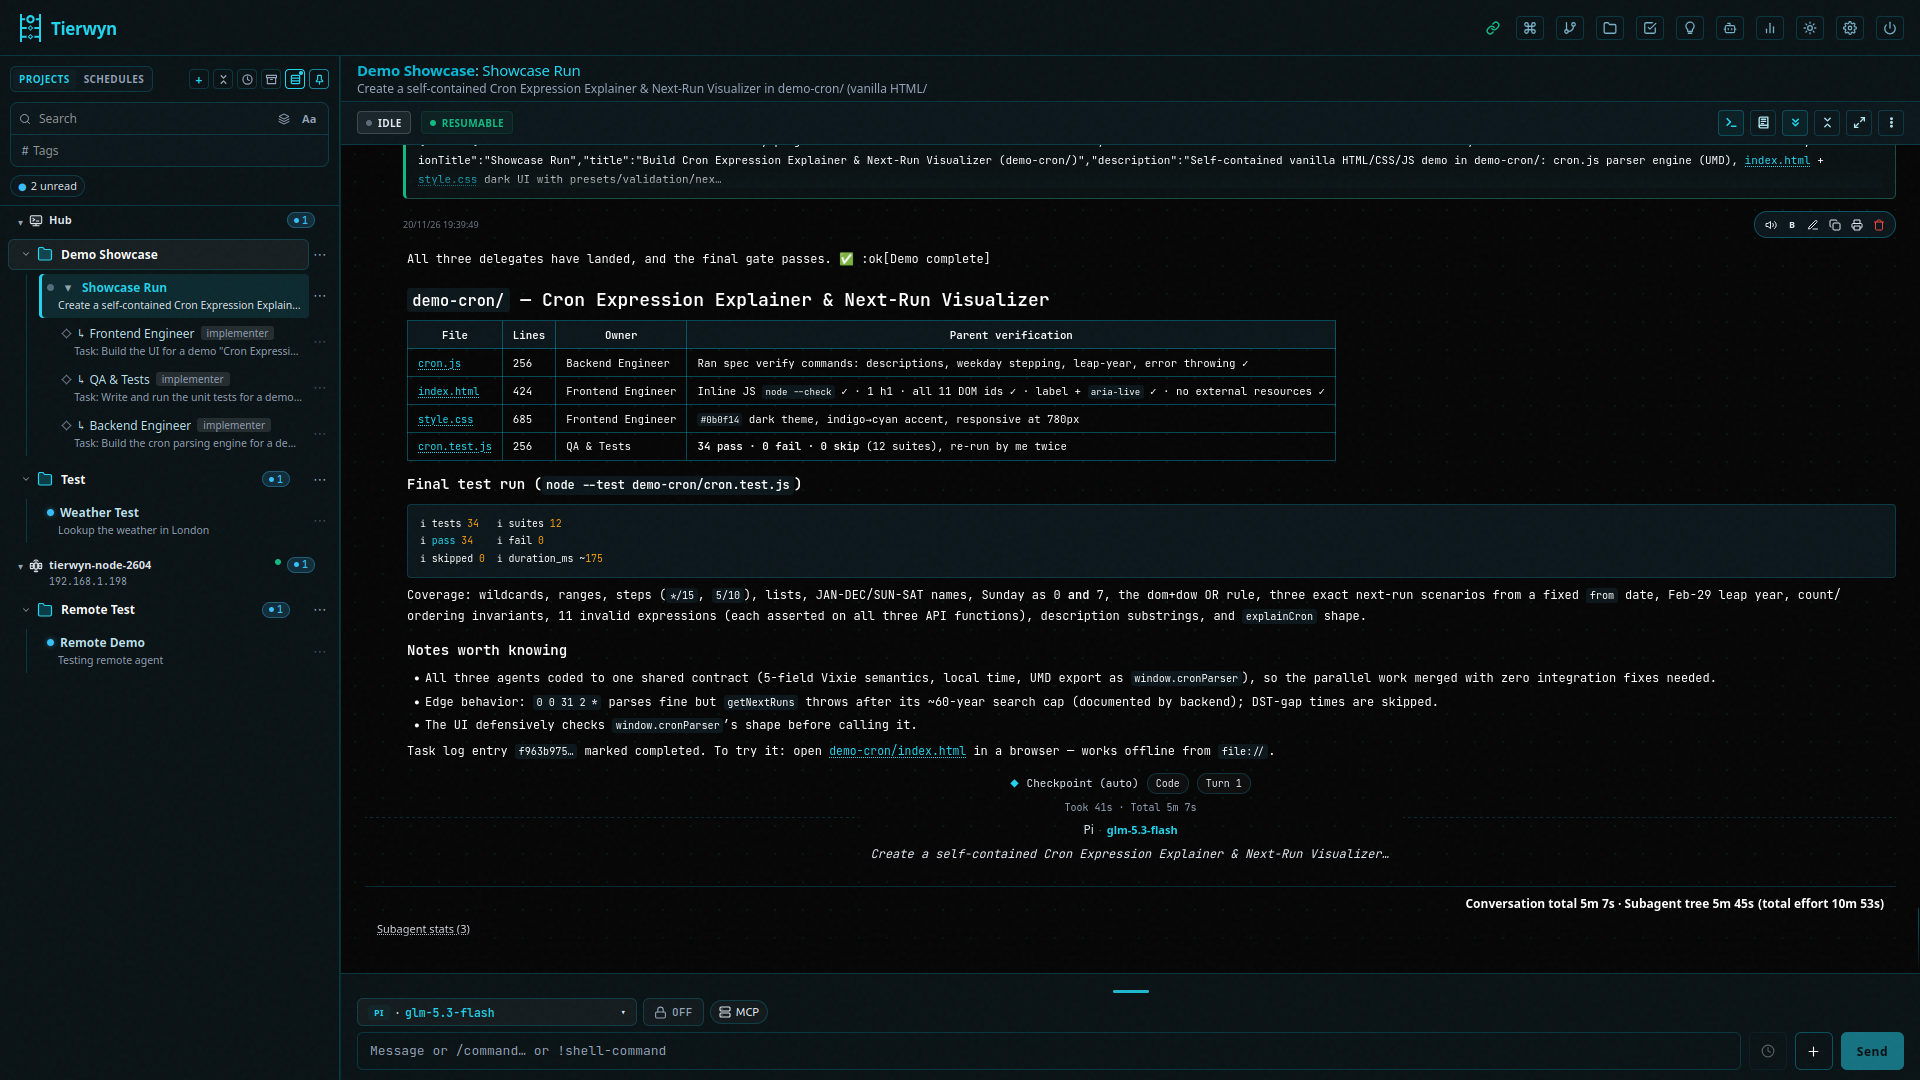 Tierwyn
PROJECTS SCHEDULES
Search Aa
# Tags
2 unread
Hub 1
Demo Showcase
Showcase Run
Create a self-contained Cron Expression Explain...
↳ Frontend Engineer implementer
Task: Build the UI for a demo "Cron Expressi...
↳ QA & Tests implementer
Task: Write and run the unit tests for a demo...
↳ Backend Engineer implementer
Task: Build the cron parsing engine for a de...
Test 1
Weather Test
Lookup the weather in London
tierwyn-node-2604 1
192.168.1.198
Remote Test 1
Remote Demo
Testing remote agent
Demo Showcase: Showcase Run
Create a self-contained Cron Expression Explainer & Next-Run Visualizer in demo-cron/ (vanilla HTML/
IDLE RESUMABLE
ionTitle":"Showcase Run","title":"Build Cron Expression Explainer & Next-Run Visualizer (demo-cron/)","description":"Self-contained vanilla HTML/CSS/JS demo in demo-cron/: cron.js parser engine (UMD), index.html +
style.css dark UI with presets/validation/nex…
20/11/26 19:39:49
B
All three delegates have landed, and the final gate passes. ✅ :ok[Demo complete]
demo-cron/ — Cron Expression Explainer & Next-Run Visualizer
File Lines Owner Parent verification
cron.js 256 Backend Engineer Ran spec verify commands: descriptions, weekday stepping, leap-year, error throwing ✓
index.html 424 Frontend Engineer Inline JS node --check ✓ · 1 h1 · all 11 DOM ids ✓ · label + aria-live ✓ · no external resources ✓
style.css 685 Frontend Engineer #0b0f14 dark theme, indigo→cyan accent, responsive at 780px
cron.test.js 256 QA & Tests 34 pass · 0 fail · 0 skip (12 suites), re-run by me twice
Final test run (node --test demo-cron/cron.test.js)
i tests 34 i suites 12
i pass 34 i fail 0
i skipped 0 i duration_ms ~175
Coverage: wildcards, ranges, steps (*/15, 5/10), lists, JAN-DEC/SUN-SAT names, Sunday as 0 and 7, the dom+dow OR rule, three exact next-run scenarios from a fixed from date, Feb-29 leap year, count/
ordering invariants, 11 invalid expressions (each asserted on all three API functions), description substrings, and explainCron shape.
Notes worth knowing
• All three agents coded to one shared contract (5-field Vixie semantics, local time, UMD export as window.cronParser), so the parallel work merged with zero integration fixes needed.
• Edge behavior: 0 0 31 2 * parses fine but getNextRuns throws after its ~60-year search cap (documented by backend); DST-gap times are skipped.
• The UI defensively checks window.cronParser’s shape before calling it.
Task log entry f963b975… marked completed. To try it: open demo-cron/index.html in a browser — works offline from file://.
◆ Checkpoint (auto) Code Turn 1
Took 41s · Total 5m 7s
Pi · glm-5.3-flash
Create a self-contained Cron Expression Explainer & Next-Run Visualizer…
Conversation total 5m 7s · Subagent tree 5m 45s (total effort 10m 53s)
Subagent stats (3)
PI · glm-5.3-flash OFF MCP
Message or /command… or !shell-command
+ Send